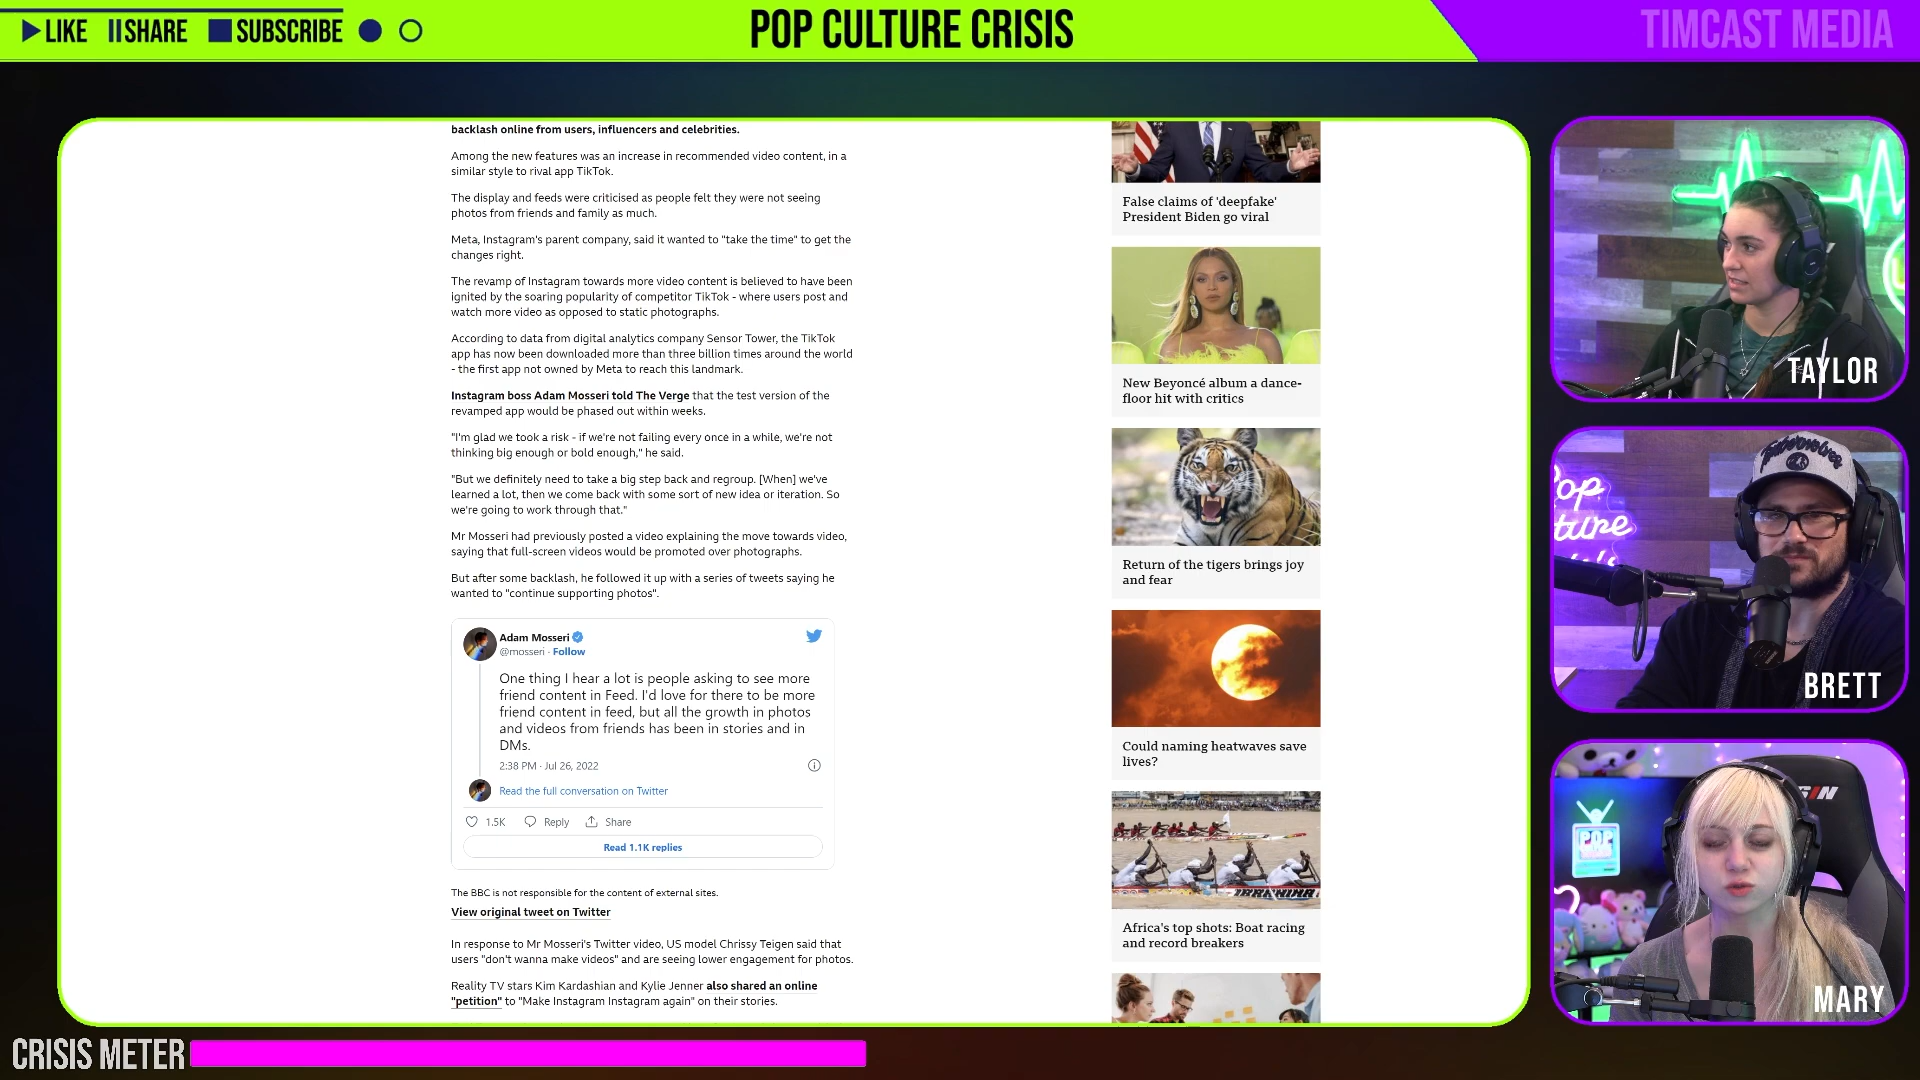 LIKE SHARE SUBSCRIBE
POP CULTURE CRISIS
TIMCAST MEDIA
backlash online from users, influencers and celebrities.
Among the new features was an increase in recommended video content, in a
similar style to rival app TikTok.
The display and feeds were criticised as people felt they were not seeing
photos from friends and family as much.
Meta, Instagram's parent company, said it wanted to "take the time" to get the
changes right.
The revamp of Instagram towards more video content is believed to have been
ignited by the soaring popularity of competitor TikTok - where users post and
watch more video as opposed to static photographs.
According to data from digital analytics company Sensor Tower, the TikTok
app has now been downloaded more than three billion times around the world
- the first app not owned by Meta to reach this landmark.
Instagram boss Adam Mosseri told The Verge that the test version of the
revamped app would be phased out within weeks.
"I'm glad we took a risk - if we're not failing every once in a while, we're not
thinking big enough or bold enough," he said.
"But we definitely need to take a big step back and regroup. [When] we've
learned a lot, then we come back with some sort of new idea or iteration. So
we're going to work through that."
Mr Mosseri had previously posted a video explaining the move towards video,
saying that full-screen videos would be promoted over photographs.
But after some backlash, he followed it up with a series of tweets saying he
wanted to "continue supporting photos".
Adam Mosseri
@mosseri · Follow
One thing I hear a lot is people asking to see more
friend content in Feed. I'd love for there to be more
friend content in feed, but all the growth in photos
and videos from friends has been in stories and in
DMs.
2:38 PM · Jul 26, 2022
Read the full conversation on Twitter
1.5K Reply Share
Read 1.1K replies
The BBC is not responsible for the content of external sites.
View original tweet on Twitter
In response to Mr Mosseri's Twitter video, US model Chrissy Teigen said that
users "don't wanna make videos" and are seeing lower engagement for photos.
Reality TV stars Kim Kardashian and Kylie Jenner also shared an online
"petition" to "Make Instagram Instagram again" on their stories.
False claims of 'deepfake'
President Biden go viral
New Beyoncé album a dance-
floor hit with critics
Return of the tigers brings joy
and fear
Could naming heatwaves save
lives?
Africa's top shots: Boat racing
and record breakers
TAYLOR
op
ture
BRETT
POP
MARY
CRISIS METER